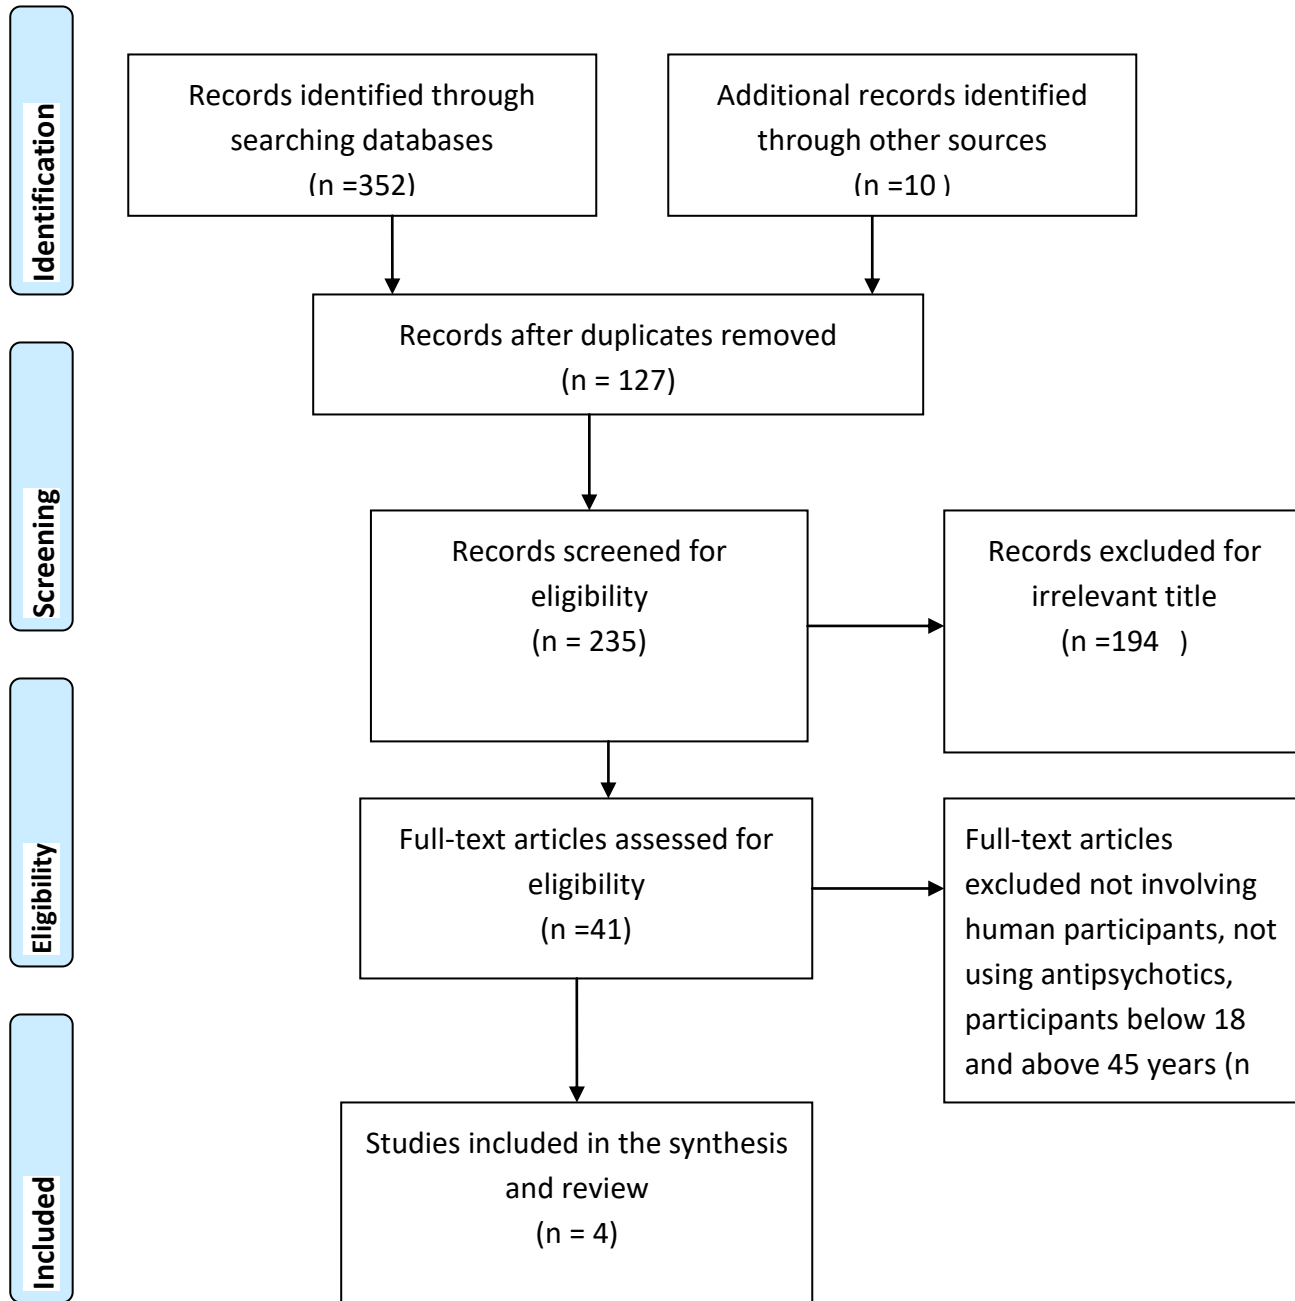 Identification
Records identified through
searching databases
(n =352)
Additional records identified
through other sources
(n =10 )
Records after duplicates removed
(n = 127)
Screening
Records screened for
eligibility
(n = 235)
Records excluded for
irrelevant title
(n =194 )
Eligibility
Full-text articles assessed for
eligibility
(n =41)
Full-text articles
excluded not involving
human participants, not
using antipsychotics,
participants below 18
and above 45 years (n
Included
Studies included in the synthesis
and review
(n = 4)